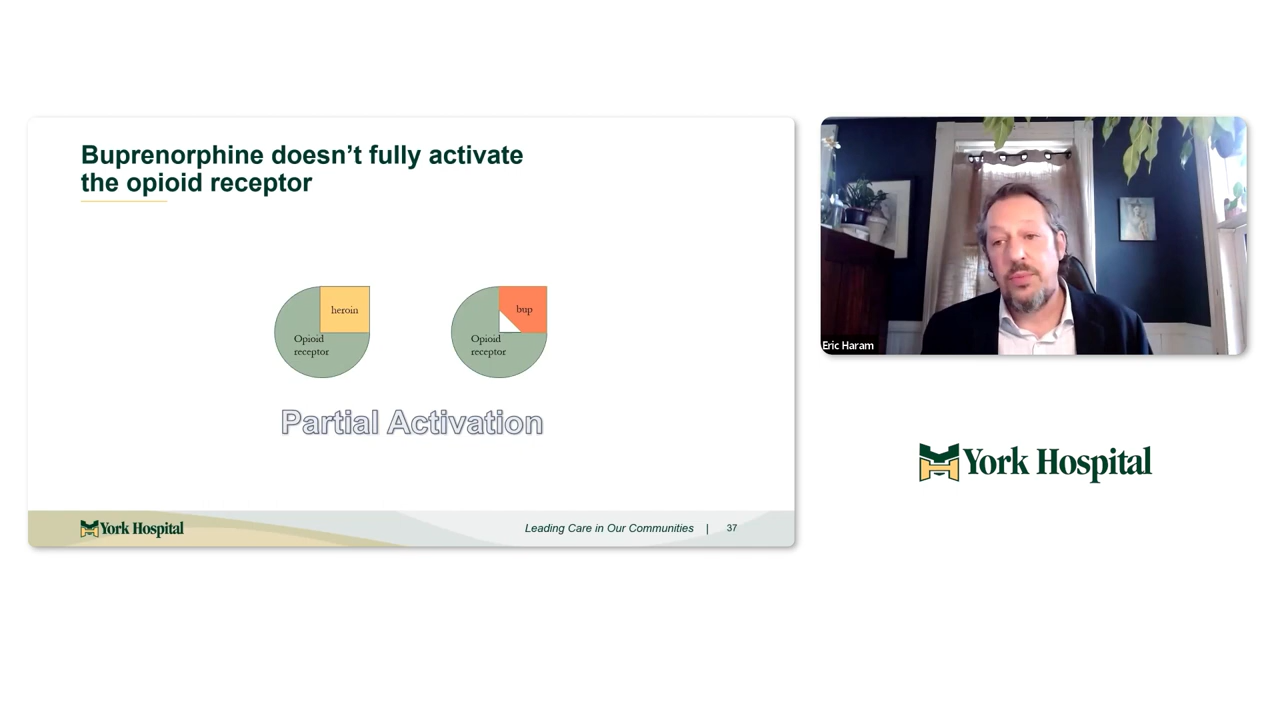 Buprenorphine doesn’t fully activate
the opioid receptor
heroin
Opioid
receptor
bup
Opioid
receptor
Partial Activation
York Hospital
Leading Care in Our Communities | 37
Eric Haram
York Hospital